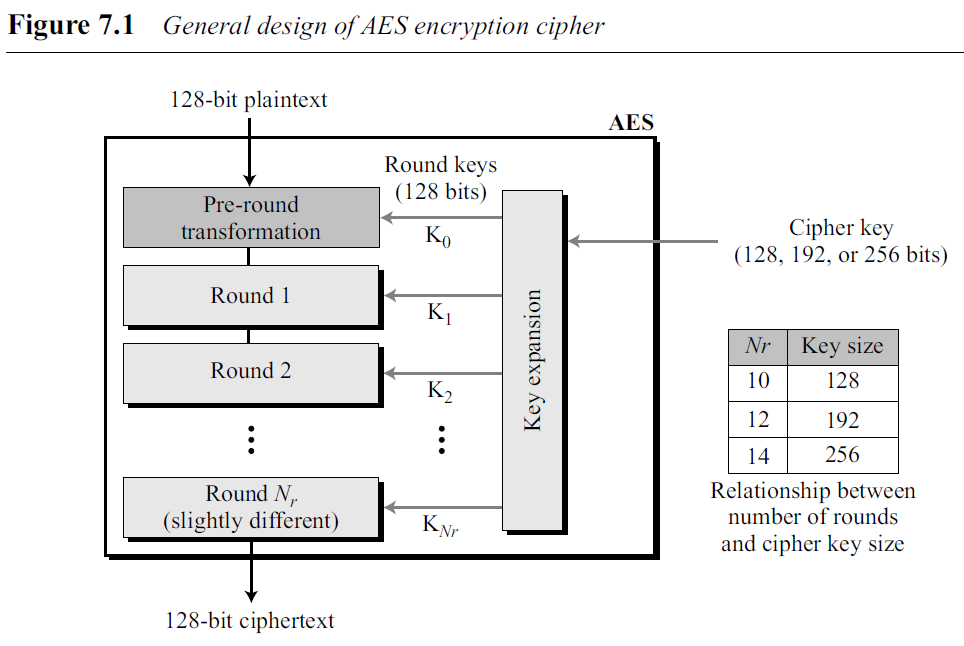 Figure 7.1 General design of AES encryption cipher
128-bit plaintext
AES
Round keys
(128 bits)
Pre-round
transformation
K0
Cipher key
(128, 192, or 256 bits)
Round 1
K1
Round 2
K2
Key expansion
Round Nr
(slightly different)
KNr
128-bit ciphertext
Nr Key size
10 128
12 192
14 256
Relationship between
number of rounds
and cipher key size